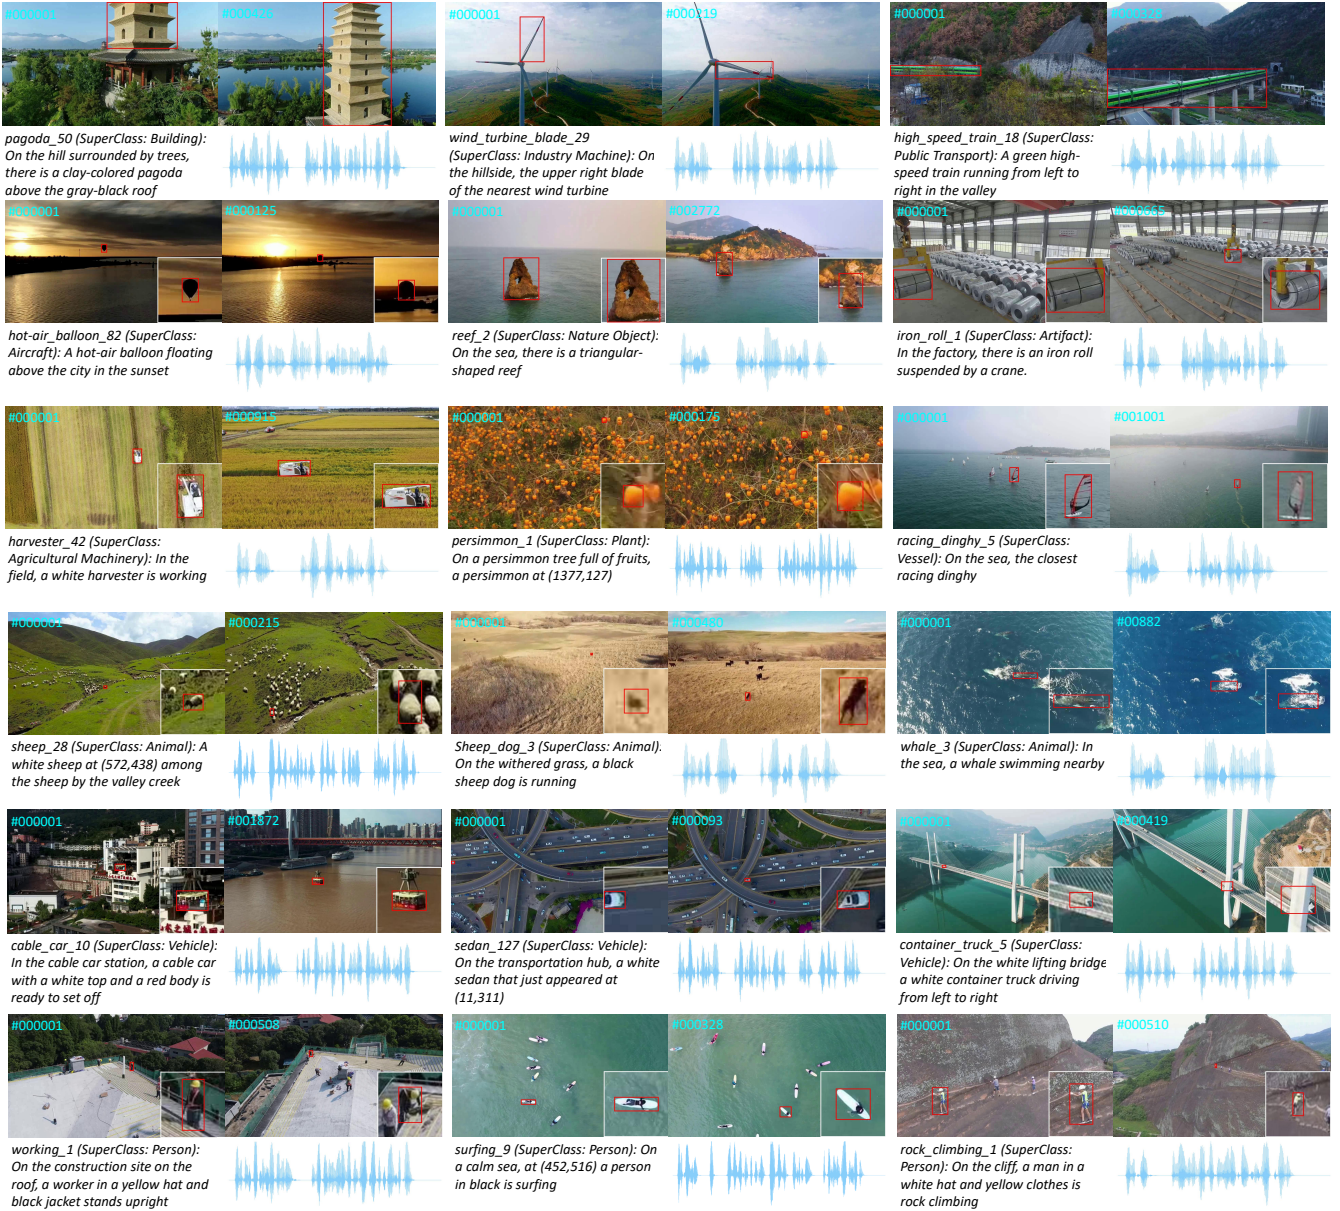 #000001
#000475
#000001
#000219
#000001
#000328
pagoda_50 (SuperClass: Building):
On the hill surrounded by trees,
there is a clay-colored pagoda
above the gray-black roof
wind_turbine_blade_29
(SuperClass: Industry Machine): On
the hillside, the upper right blade
of the nearest wind turbine
high_speed_train_18 (SuperClass:
Public Transport): A green high-
speed train running from left to
right in the valley
#000001
#000125
#000001
#002772
#000001
#000665
hot-air_balloon_82 (SuperClass:
Aircraft): A hot-air balloon floating
above the city in the sunset
reef_2 (SuperClass: Nature Object):
On the sea, there is a triangular-
shaped reef
iron_roll_1 (SuperClass: Artifact):
In the factory, there is an iron roll
suspended by a crane.
#000001
#000915
#000001
#000175
#000001
#001001
harvester_42 (SuperClass:
Agricultural Machinery): In the
field, a white harvester is working
persimmon_1 (SuperClass: Plant):
On a persimmon tree full of fruits,
a persimmon at (1377,127)
racing_dinghy_5 (SuperClass:
Vessel): On the sea, the closest
racing dinghy
#000001
#000215
#000001
#000480
#000001
#00882
sheep_28 (SuperClass: Animal): A
white sheep at (572,438) among
the sheep by the valley creek
Sheep_dog_3 (SuperClass: Animal):
On the withered grass, a black
sheep dog is running
whale_3 (SuperClass: Animal): In
the sea, a whale swimming nearby
#000001
#001872
#000001
#000093
#000001
#000419
cable_car_10 (SuperClass: Vehicle):
In the cable car station, a cable car
with a white top and a red body is
ready to set off
sedan_127 (SuperClass: Vehicle):
On the transportation hub, a white
sedan that just appeared at
(11,311)
container_truck_5 (SuperClass:
Vehicle): On the white lifting bridge
a white container truck driving
from left to right
#000001
#000508
#000001
#000328
#000001
#000510
working_1 (SuperClass: Person):
On the construction site on the
roof, a worker in a yellow hat and
black jacket stands upright
surfing_9 (SuperClass: Person): On
a calm sea, at (452,516) a person
in black is surfing
rock_climbing_1 (SuperClass:
Person): On the cliff, a man in a
white hat and yellow clothes is
rock climbing